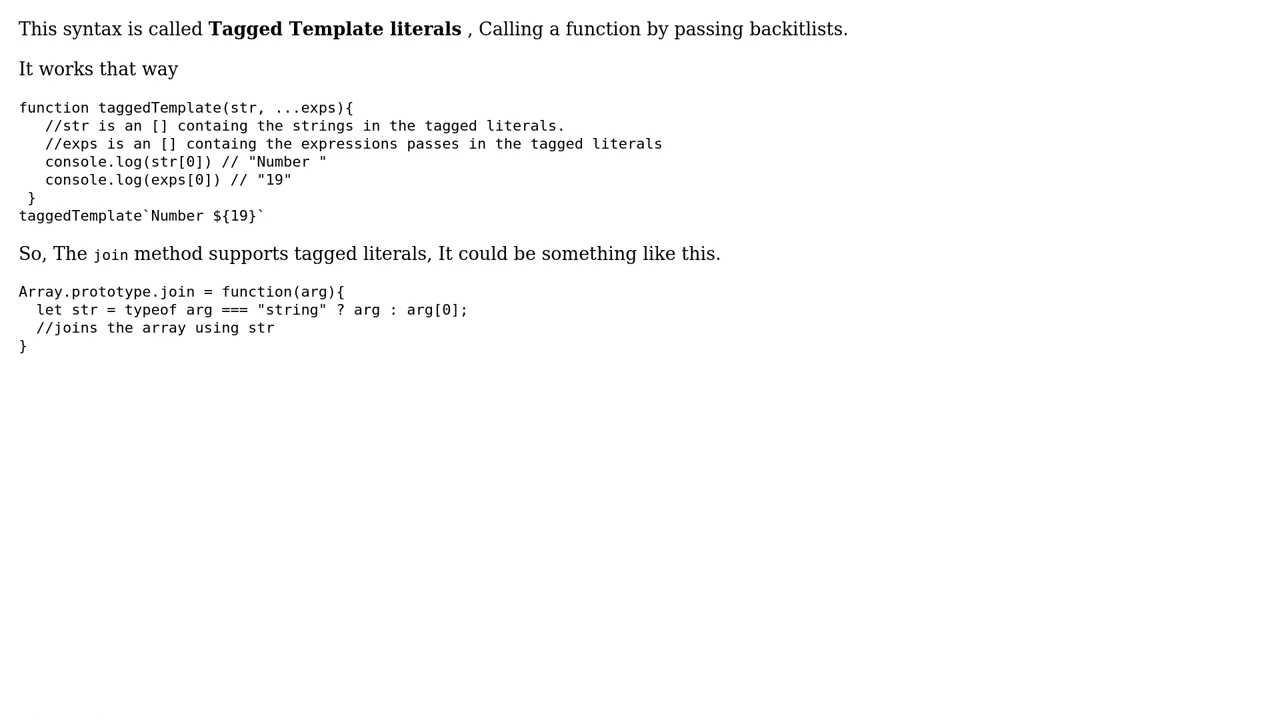 This syntax is called Tagged Template literals , Calling a function by passing backitlists.
It works that way
function taggedTemplate(str, ...exps){
   //str is an [] containg the strings in the tagged literals.
   //exps is an [] containg the expressions passes in the tagged literals
   console.log(str[0]) // "Number "
   console.log(exps[0]) // "19"
 }
taggedTemplate`Number ${19}`
So, The join method supports tagged literals, It could be something like this.
Array.prototype.join = function(arg){
  let str = typeof arg === "string" ? arg : arg[0];
  //joins the array using str
}